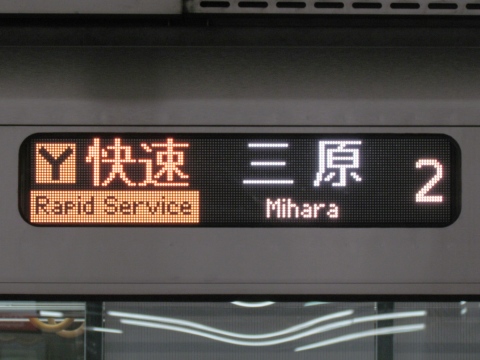 Y 快速 三原 2
Rapid Service Mihara